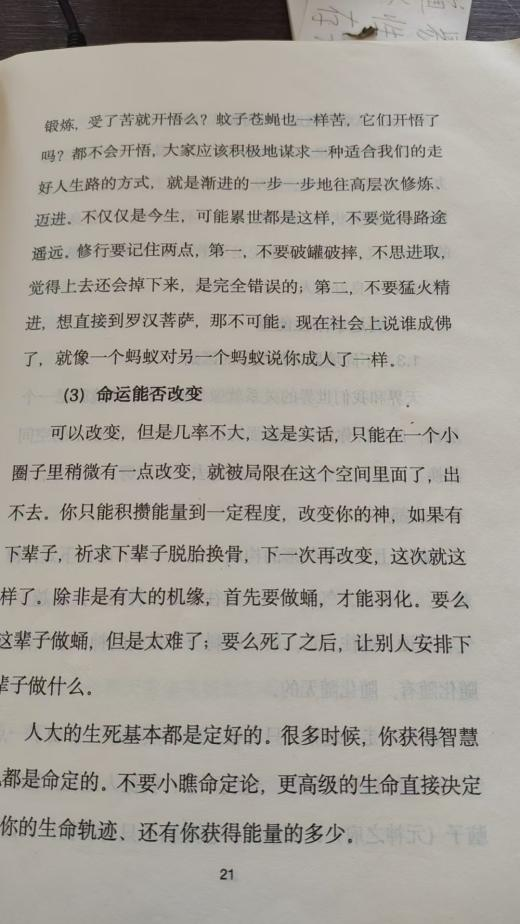 锻炼，受了苦就开悟么？蚊子苍蝇也一样苦，它们开悟了
吗？都不会开悟，大家应该积极地谋求一种适合我们的走
好人生路的方式，就是渐进的一步一步地往高层次修炼、
迈进。不仅仅是今生，可能累世都是这样，不要觉得路途
遥远。修行要记住两点，第一，不要破罐破摔，不思进取，
觉得上去还会掉下来，是完全错误的；第二，不要猛火精
进，想直接到罗汉菩萨，那不可能。现在社会上说谁成佛
了，就像一个蚂蚁对另一个蚂蚁说你成人了一样。
(3) 命运能否改变
可以改变，但是几率不大，这是实话，只能在一个小
圈子里稍微有一点改变，就被局限在这个空间里面了，出
不去。你只能积攒能量到一定程度，改变你的神，如果有
下辈子，祈求下辈子脱胎换骨，下一次再改变，这次就这
样了。除非是有大的机缘，首先要做蛹，才能羽化。要么
这辈子做蛹，但是太难了；要么死了之后，让别人安排下
辈子做什么。
人太的生死基本都是定好的。很多时候，你获得智慧
都是命定的。不要小瞧命定论，更高级的生命直接决定
你的生命轨迹、还有你获得能量的多少。
21